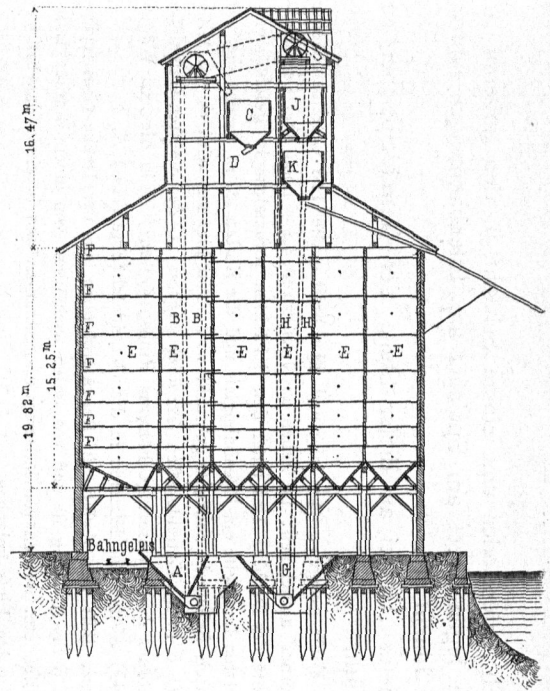 16.47 m
C
J
D
K
F
F
B B
H H
F
E E E E E E
F
15.25 m
19.82 m
F
F
F
Bahngeleis
A
G